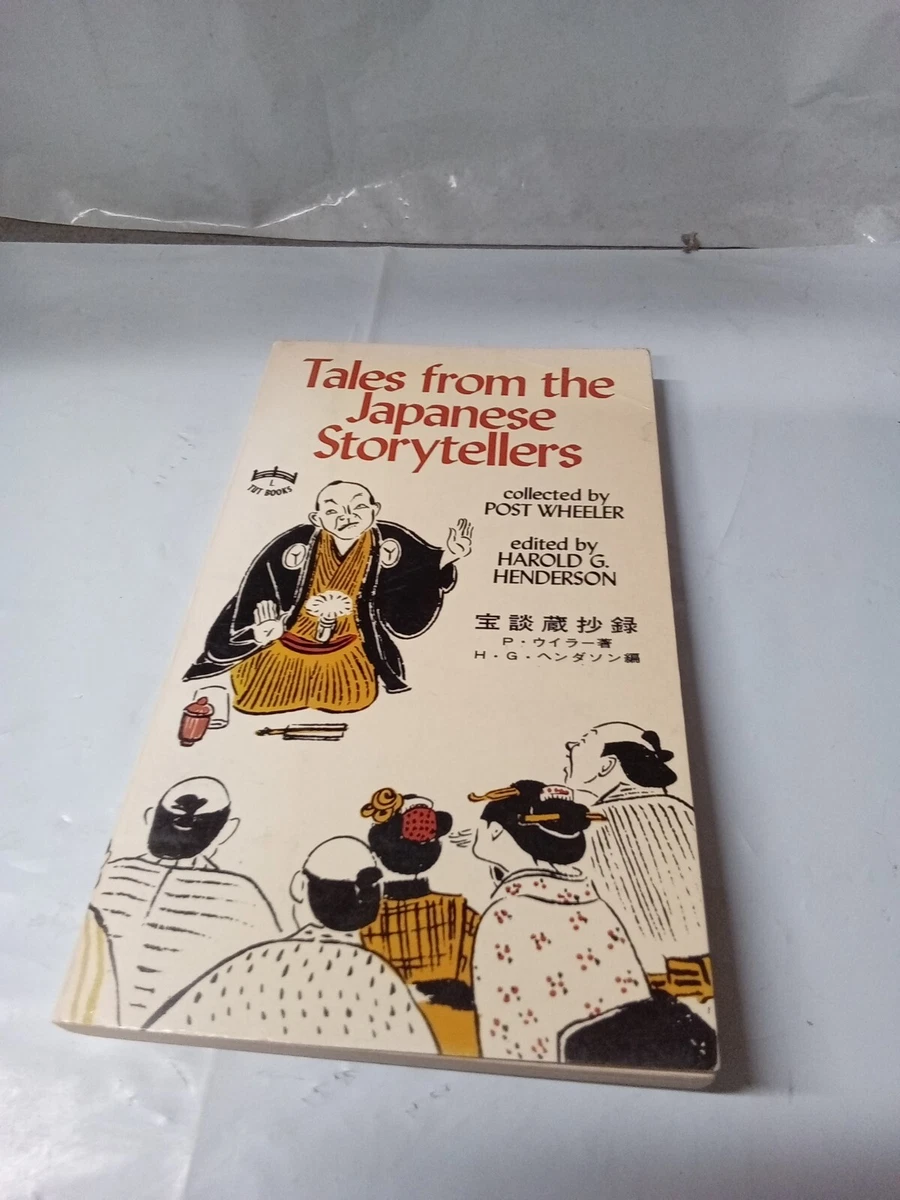 Tales from the
Japanese
Storytellers
L
TUT BOOKS
collected by
POST WHEELER
edited by
HAROLD G.
HENDERSON
宝談蔵抄録
P・ウイラー著
H・G・ヘンダソン編